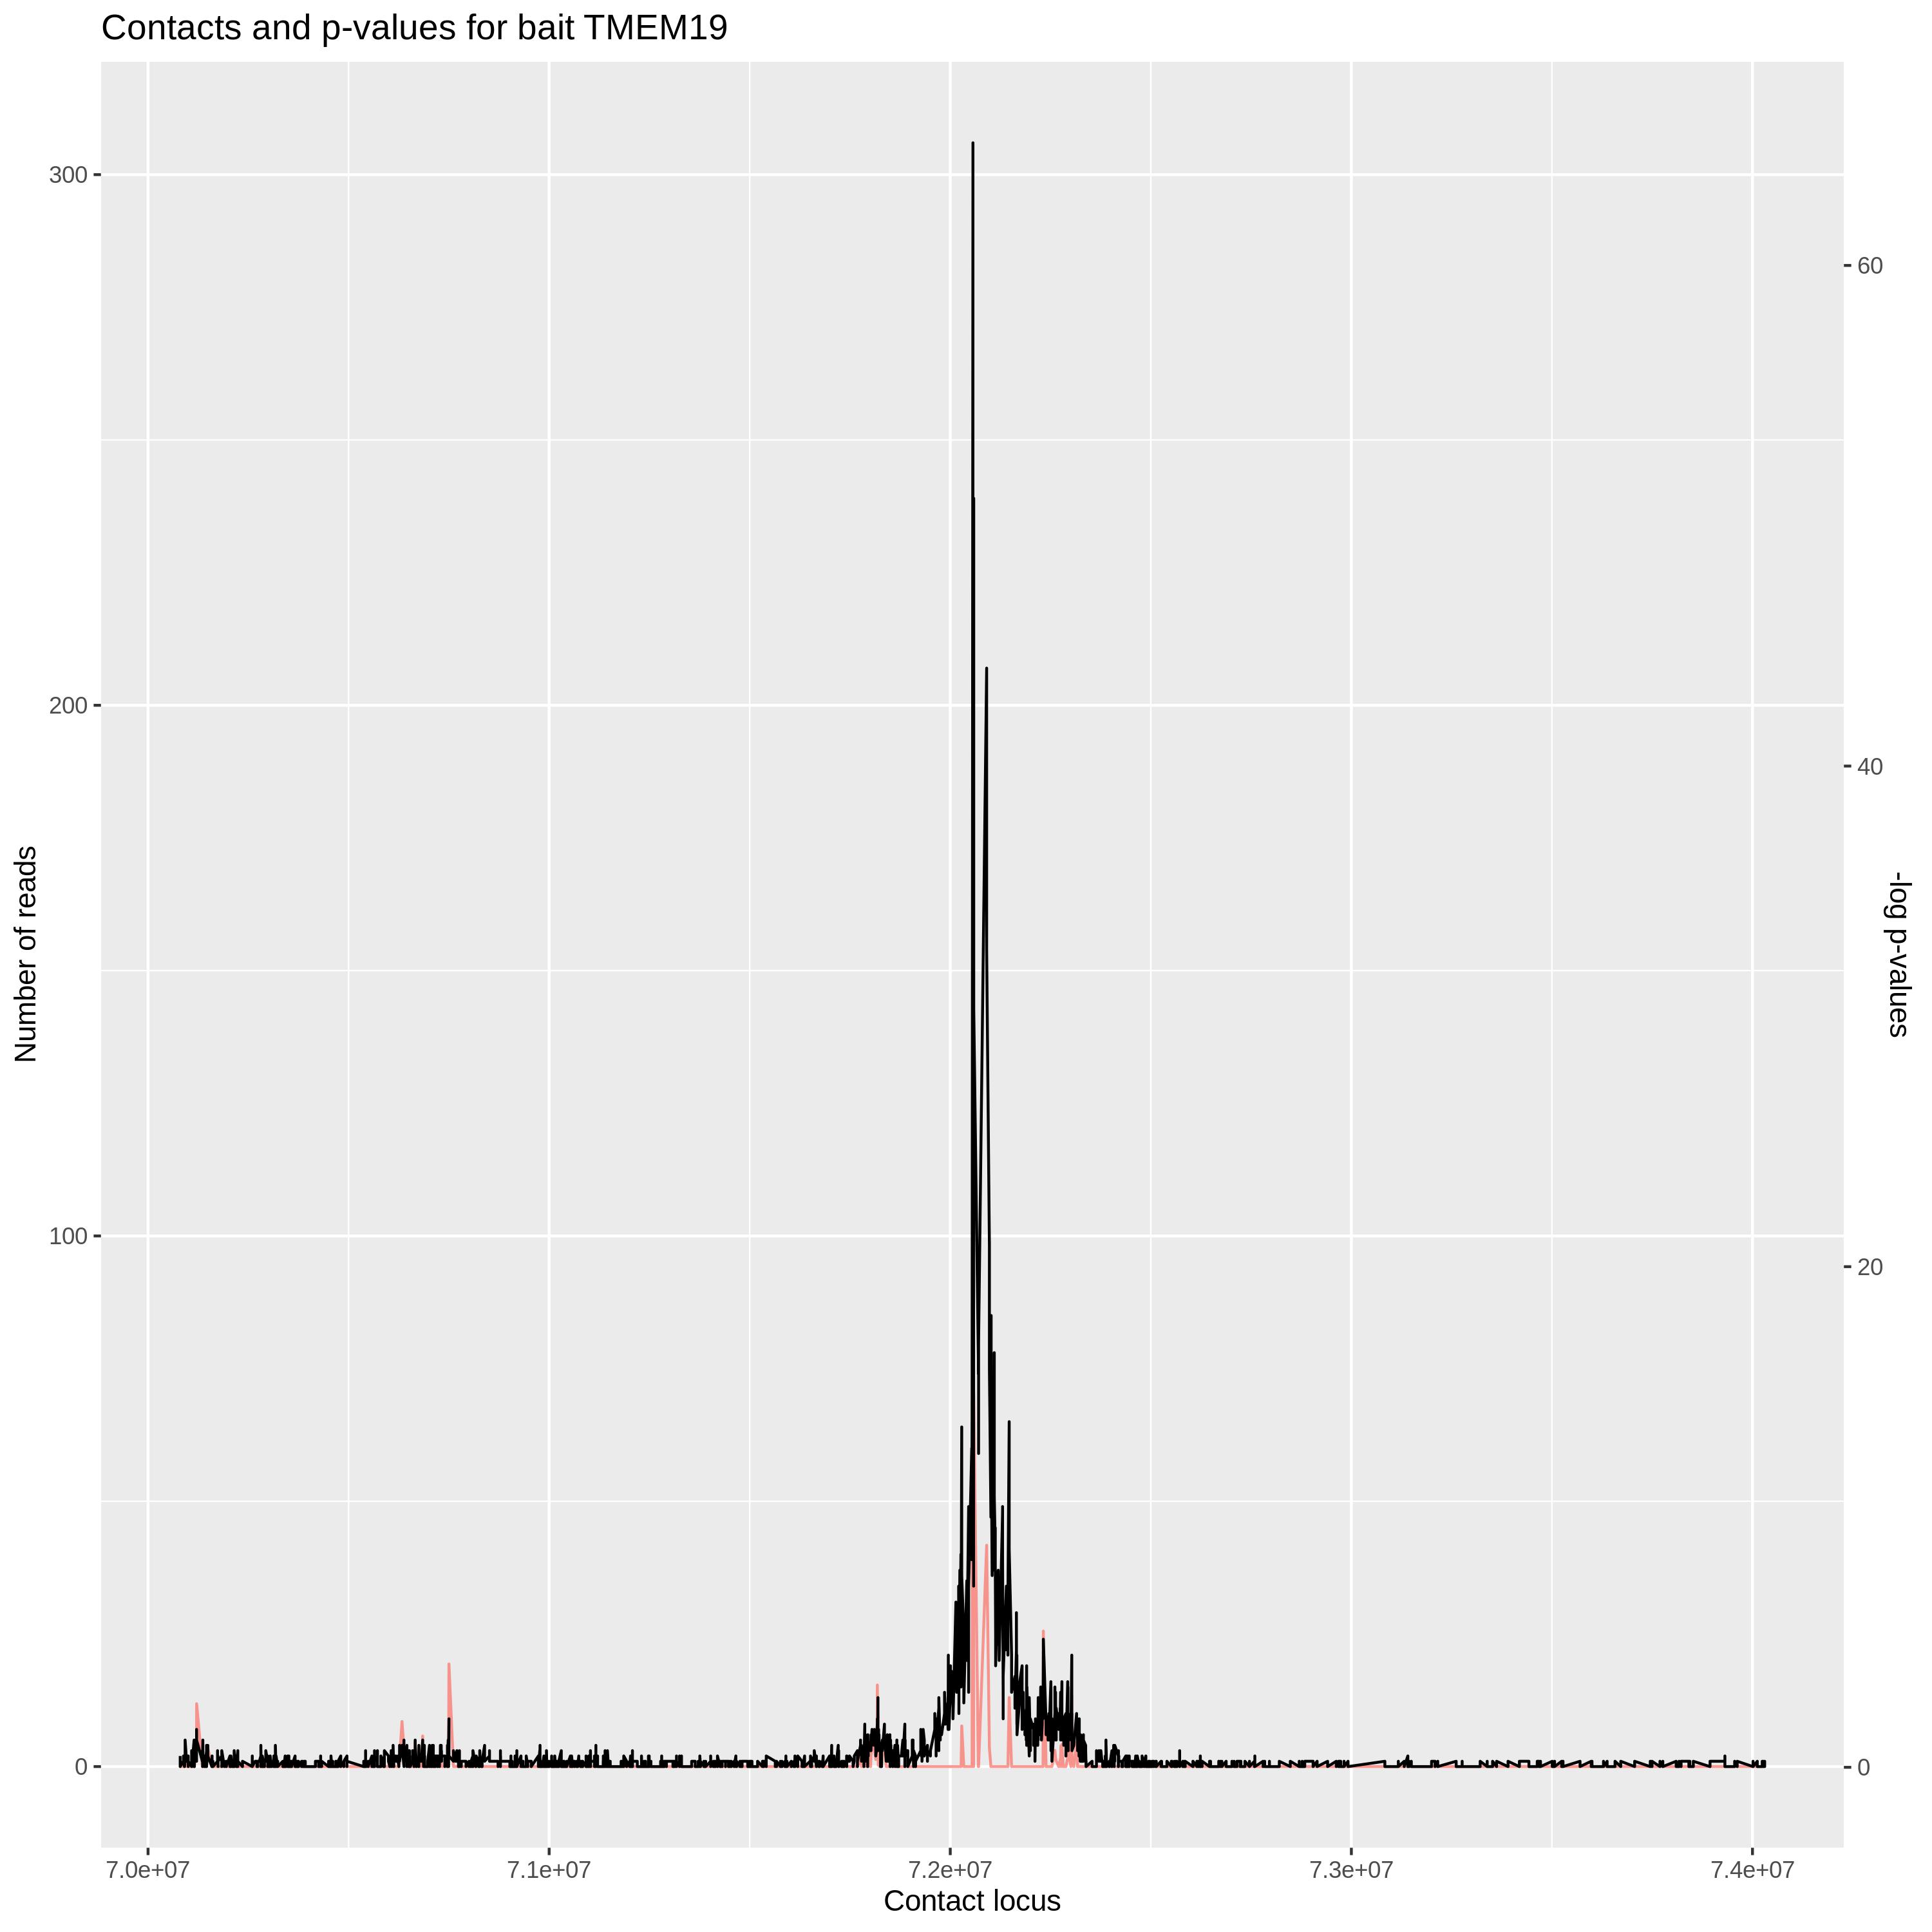 Contacts and p-values for bait TMEM19
300
200
100
0
Number of reads
60
40
20
0
-log p-values
7.0e+07
7.1e+07
7.2e+07
7.3e+07
7.4e+07
Contact locus